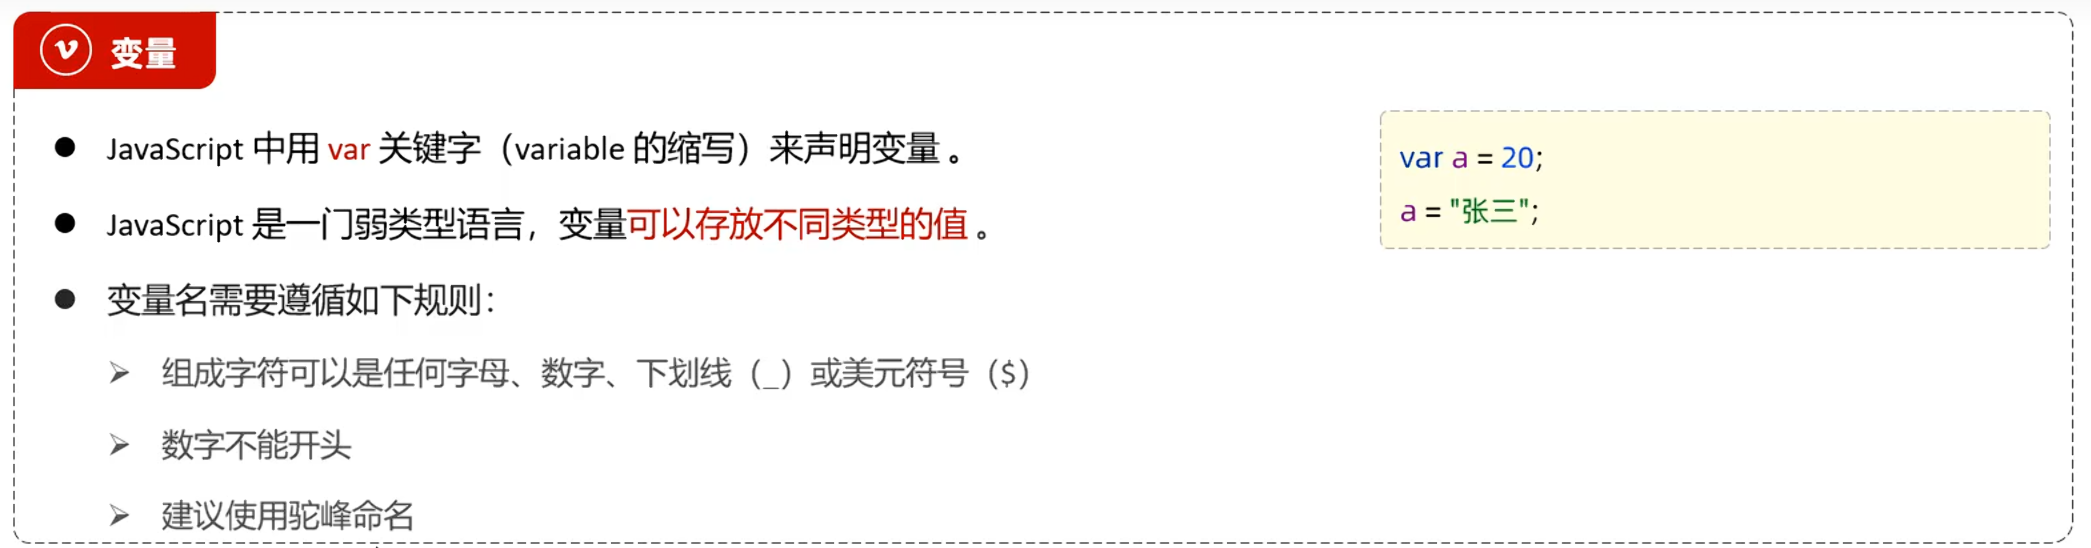 变量
JavaScript 中用 var 关键字（variable 的缩写）来声明变量 。
JavaScript 是一门弱类型语言，变量可以存放不同类型的值 。
变量名需要遵循如下规则：
组成字符可以是任何字母、数字、下划线（_）或美元符号（$）
数字不能开头
建议使用驼峰命名
var a = 20;
a = "张三";